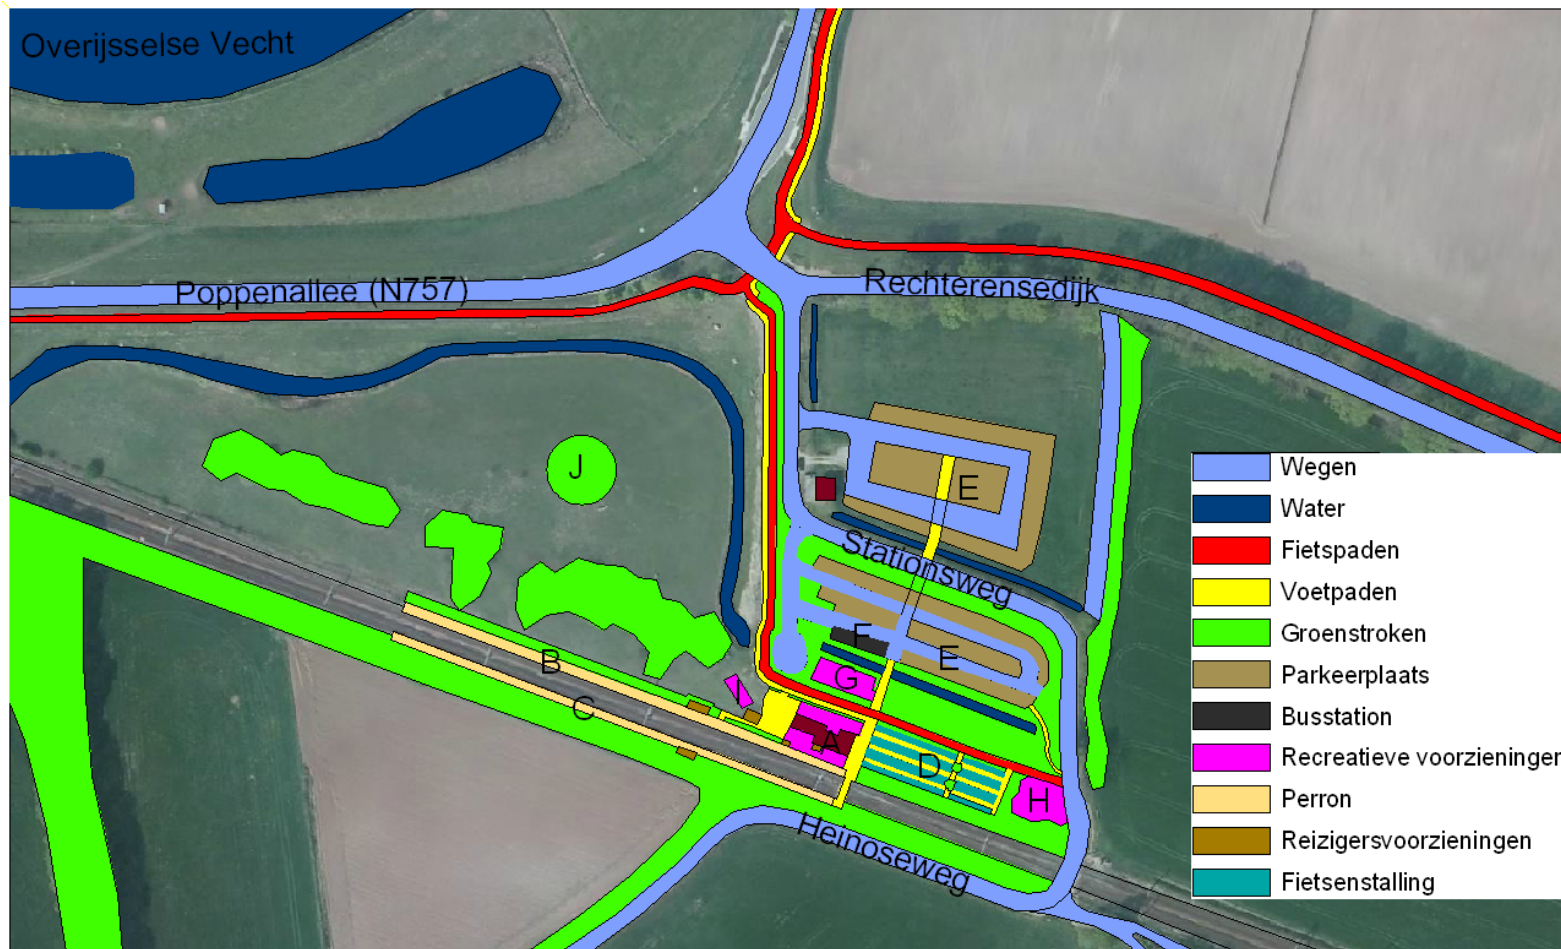 Overijsselse Vecht
Poppenallee (N757)
Rechterensedijk
J
E
Stationsweg
F
E
B
G
I
C
A
D
H
Heinoseweg
Wegen
Water
Fietspaden
Voetpaden
Groenstroken
Parkeerplaats
Busstation
Recreatieve voorzieningen
Perron
Reizigersvoorzieningen
Fietsenstalling